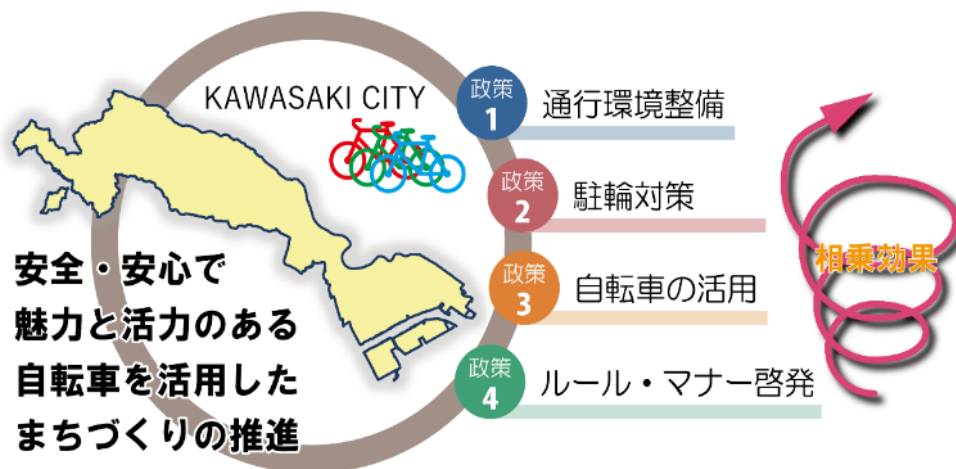 KAWASAKI CITY
政策
1
通行環境整備
政策
2
駐輪対策
政策
3
自転車の活用
政策
4
ルール・マナー啓発
相乗効果
安全・安心で
魅力と活力のある
自転車を活用した
まちづくりの推進